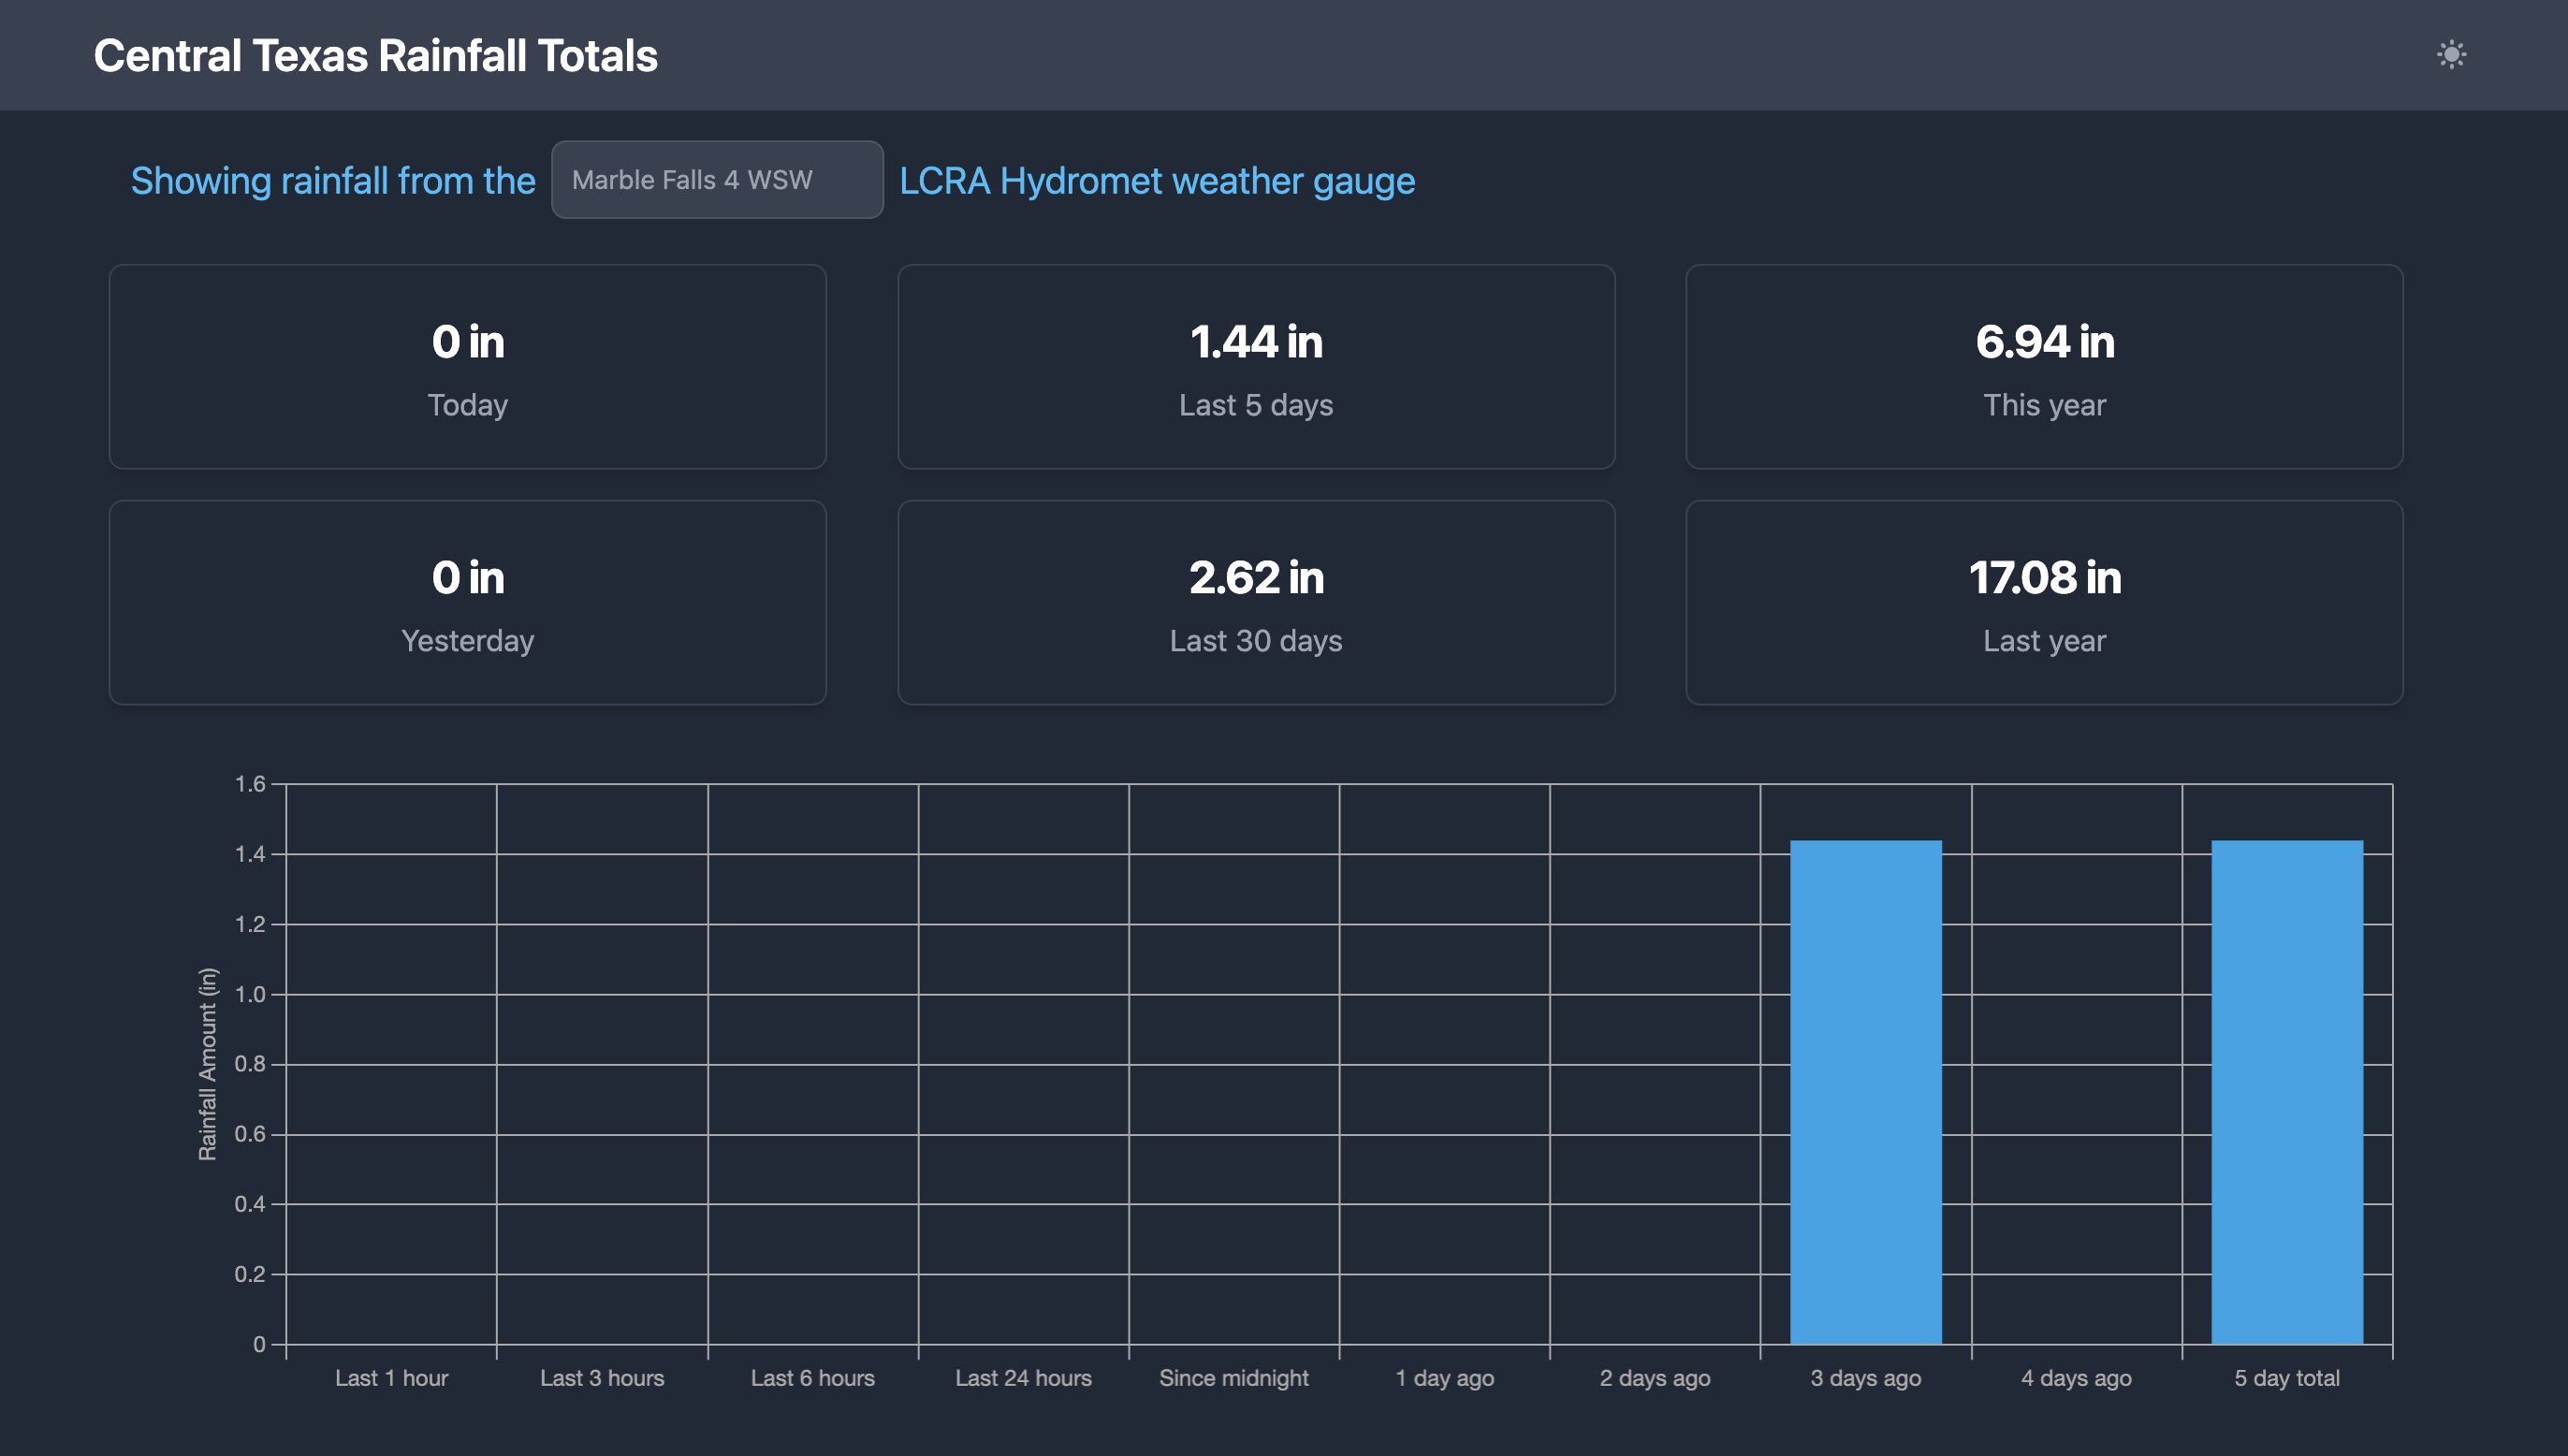 Central Texas Rainfall Totals
Showing rainfall from the Marble Falls 4 WSW LCRA Hydromet weather gauge
0 in
Today
1.44 in
Last 5 days
6.94 in
This year
0 in
Yesterday
2.62 in
Last 30 days
17.08 in
Last year
Rainfall Amount (in)
1.6
1.4
1.2
1.0
0.8
0.6
0.4
0.2
0
Last 1 hour
Last 3 hours
Last 6 hours
Last 24 hours
Since midnight
1 day ago
2 days ago
3 days ago
4 days ago
5 day total